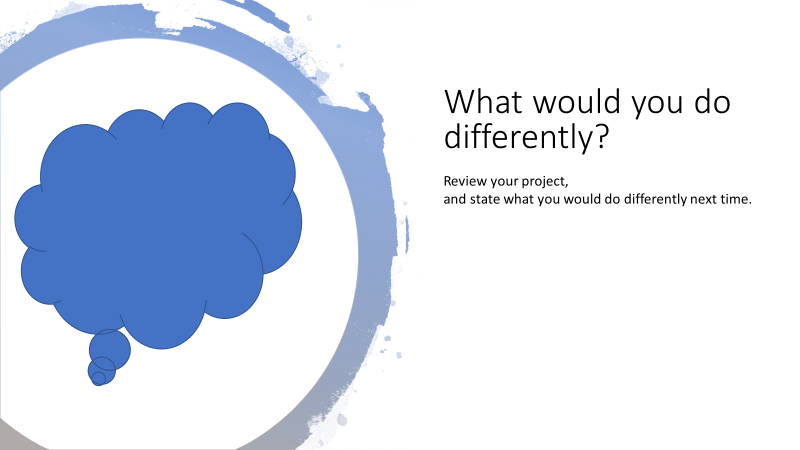 What would you do
differently?
Review your project,
and state what you would do differently next time.